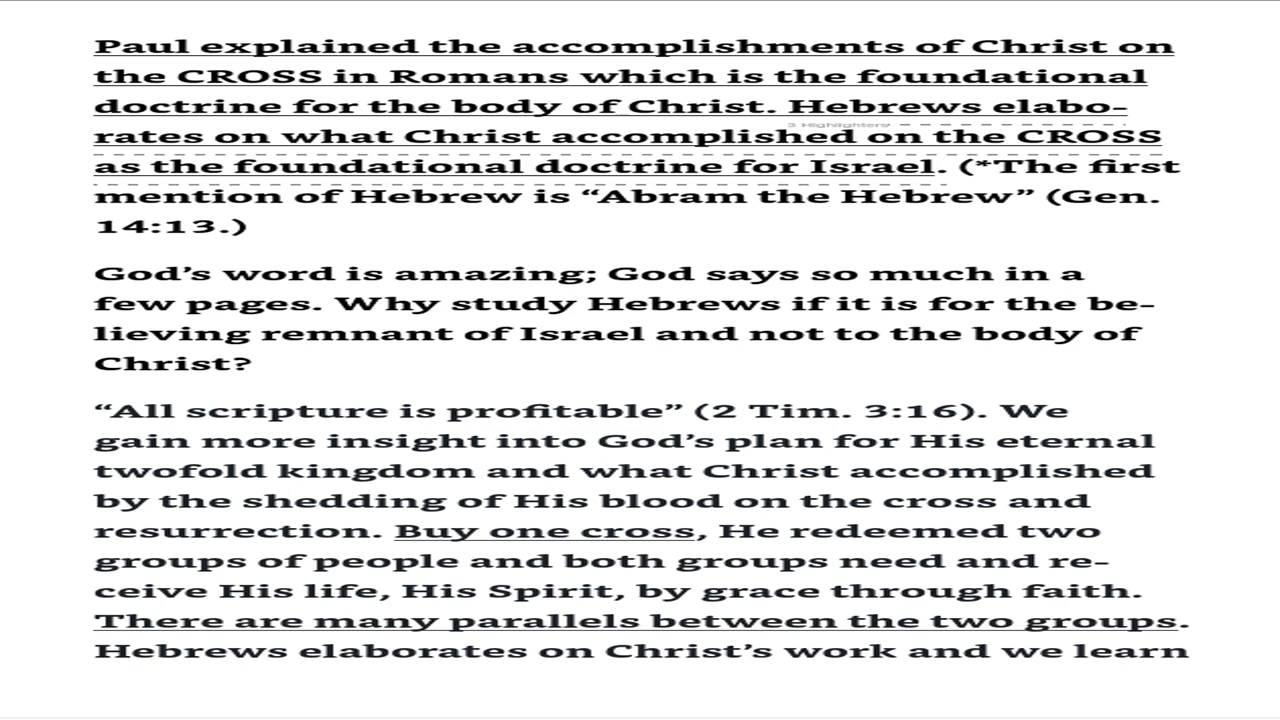 Paul explained the accomplishments of Christ on
the CROSS in Romans which is the foundational
doctrine for the body of Christ. Hebrews elabo-
3 Highlighters
rates on what Christ accomplished on the CROSS
as the foundational doctrine for Israel. (*The first
mention of Hebrew is “Abram the Hebrew” (Gen.
14:13.)
God’s word is amazing; God says so much in a
few pages. Why study Hebrews if it is for the be-
lieving remnant of Israel and not to the body of
Christ?
“All scripture is profitable” (2 Tim. 3:16). We
gain more insight into God’s plan for His eternal
twofold kingdom and what Christ accomplished
by the shedding of His blood on the cross and
resurrection. Buy one cross, He redeemed two
groups of people and both groups need and re-
ceive His life, His Spirit, by grace through faith.
There are many parallels between the two groups.
Hebrews elaborates on Christ’s work and we learn